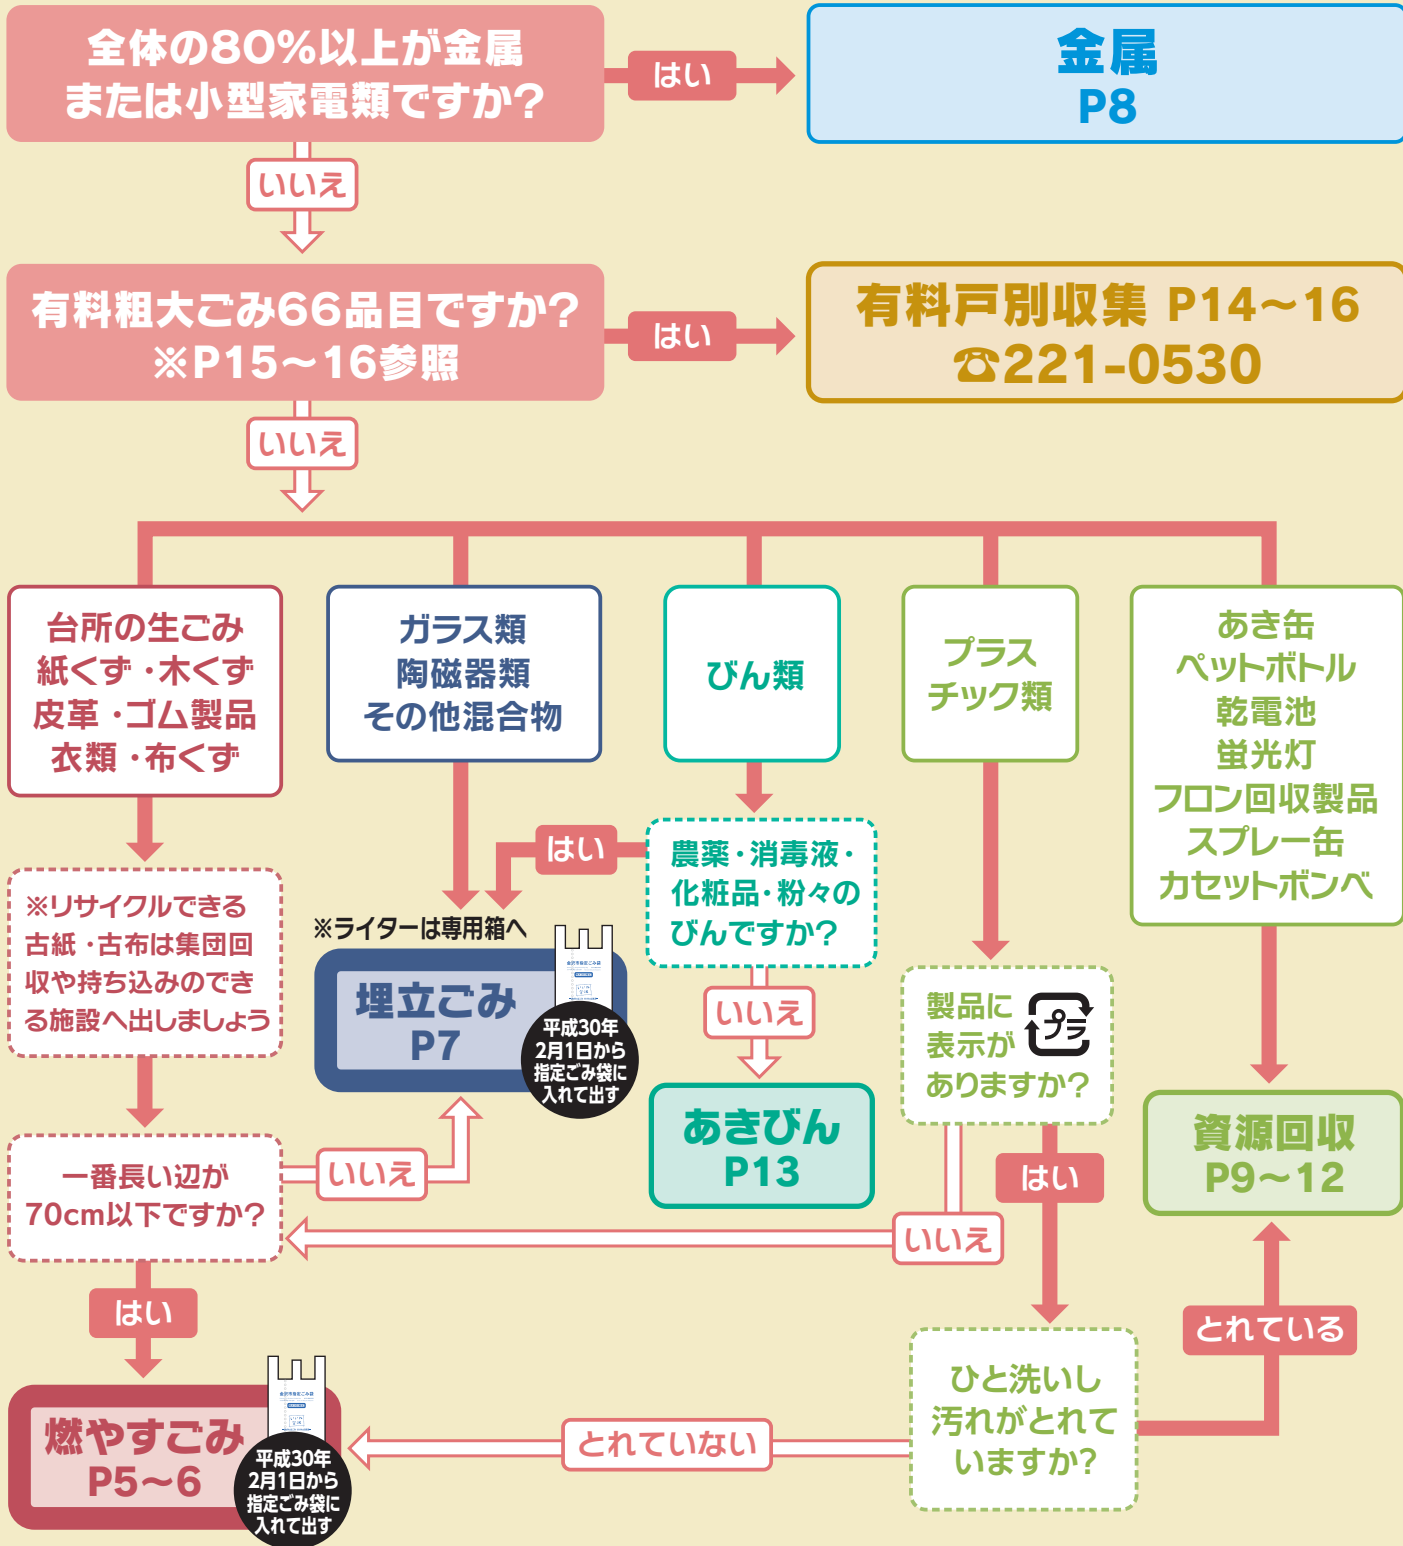 全体の80%以上が金属
または小型家電類ですか?
はい
金属
P8
いいえ
有料粗大ごみ66品目ですか?
※P15〜16参照
はい
有料戸別収集 P14〜16
☎221-0530
いいえ
台所の生ごみ
紙くず・木くず
皮革・ゴム製品
衣類・布くず
ガラス類
陶磁器類
その他混合物
びん類
プラス
チック類
あき缶
ペットボトル
乾電池
蛍光灯
フロン回収製品
スプレー缶
カセットボンベ
※リサイクルできる
古紙・古布は集団回
収や持ち込みのでき
る施設へ出しましょう
はい
農薬・消毒液・
化粧品・粉々の
びんですか?
※ライターは専用箱へ
埋立ごみ
P7
平成30年
2月1日から
指定ごみ袋に
入れて出す
いいえ
あきびん
P13
製品に
表示が
ありますか?
プラ
資源回収
P9〜12
一番長い辺が
70cm以下ですか?
いいえ
はい
いいえ
はい
とれている
ひと洗いし
汚れがとれて
いますか?
とれていない
燃やすごみ
P5〜6
平成30年
2月1日から
指定ごみ袋に
入れて出す